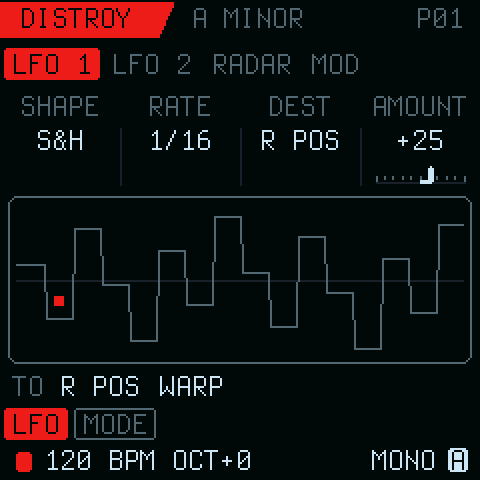 DISTROY A MINOR P01
LFO 1 LFO 2 RADAR MOD
SHAPE RATE DEST AMOUNT
S&H 1/16 R POS +25
TO R POS WARP
LFO MODE
120 BPM OCT+0 MONO A